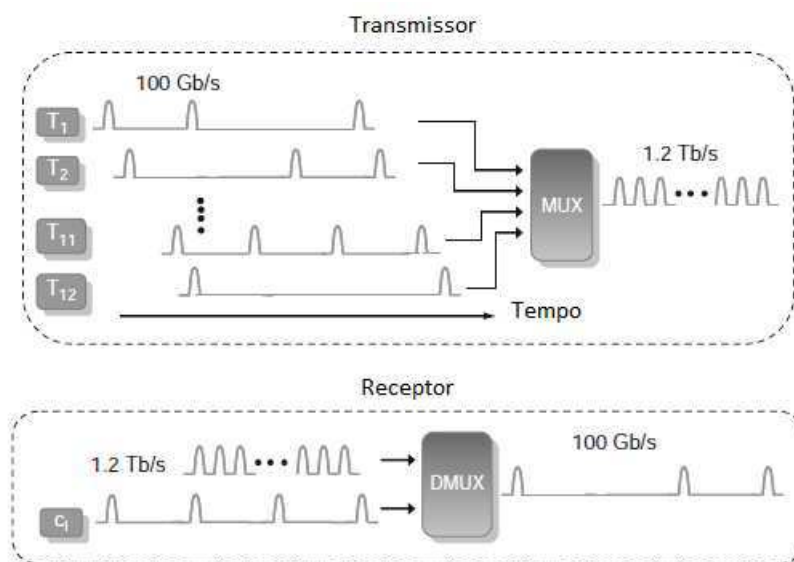 Transmissor
100 Gb/s
T1
T2
T11
T12
MUX
1.2 Tb/s
Tempo
Receptor
1.2 Tb/s
100 Gb/s
DMUX